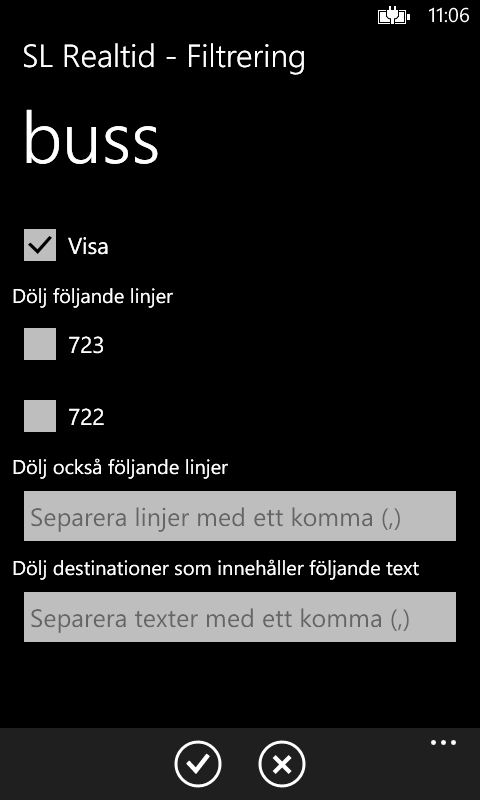 11:06
SL Realtid - Filtrering
buss
Visa
Dölj följande linjer
723
722
Dölj också följande linjer
Separera linjer med ett komma (,)
Dölj destinationer som innehåller följande text
Separera texter med ett komma (,)